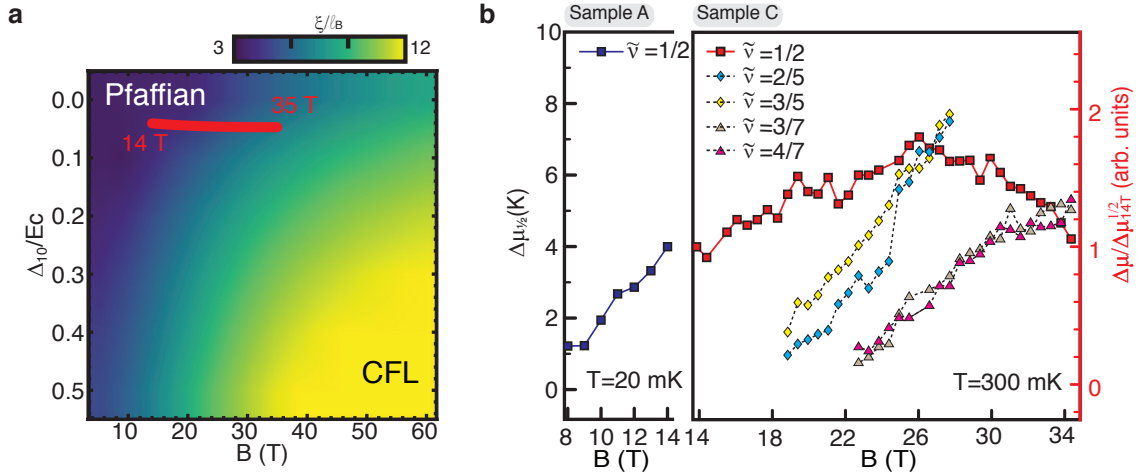 a
ξ/ℓB
3
12
Pfaffian
35 T
14 T
CFL
0.0
0.1
0.2
0.3
0.4
0.5
Δ10/Ec
10
20
30
40
50
60
B (T)
b
Sample A
Sample C
ν̃ =1/2
ν̃ =1/2
ν̃ =2/5
ν̃ =3/5
ν̃ =3/7
ν̃ =4/7
10
8
6
4
2
0
Δμ½(K)
T=20 mK
T=300 mK
8
10
12
14
B (T)
14
18
22
26
30
34
B (T)
2
1
0
Δμ/Δμ14T1/2 (arb. units)